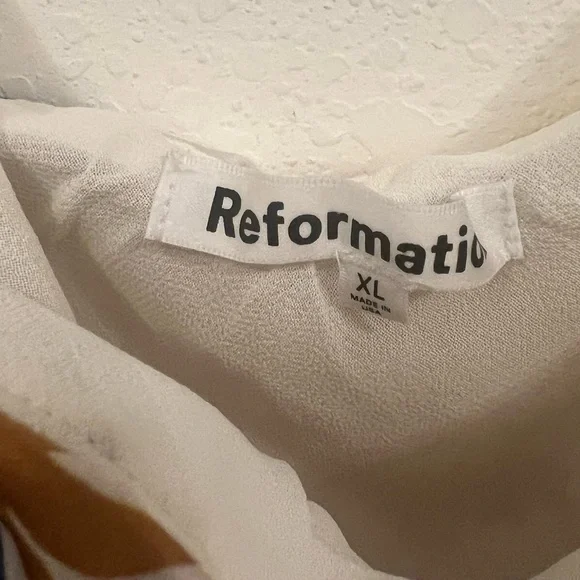 Reformatio
XL
MADE IN
USA